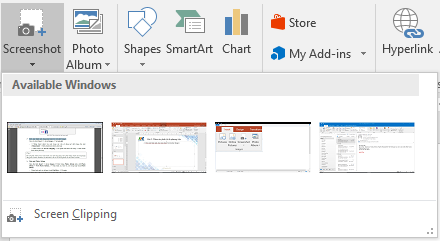 Screenshot Photo Album Shapes SmartArt Chart Store My Add-ins Hyperlink
Available Windows
Screen Clipping